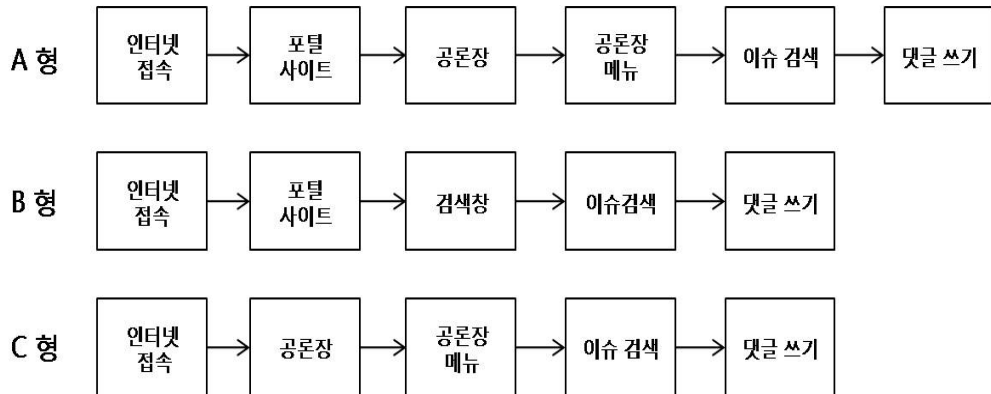 A 형
인터넷
접속
포털
사이트
공론장
공론장
메뉴
이슈 검색
댓글 쓰기
B 형
인터넷
접속
포털
사이트
검색창
이슈검색
댓글 쓰기
C 형
인터넷
접속
공론장
공론장
메뉴
이슈 검색
댓글 쓰기